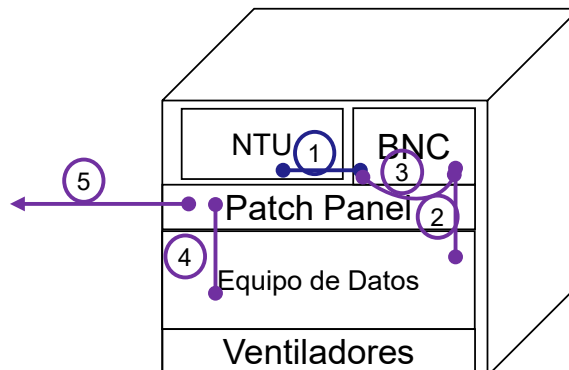 NTU
BNC
1
3
5
Patch Panel
2
4
Equipo de Datos
Ventiladores